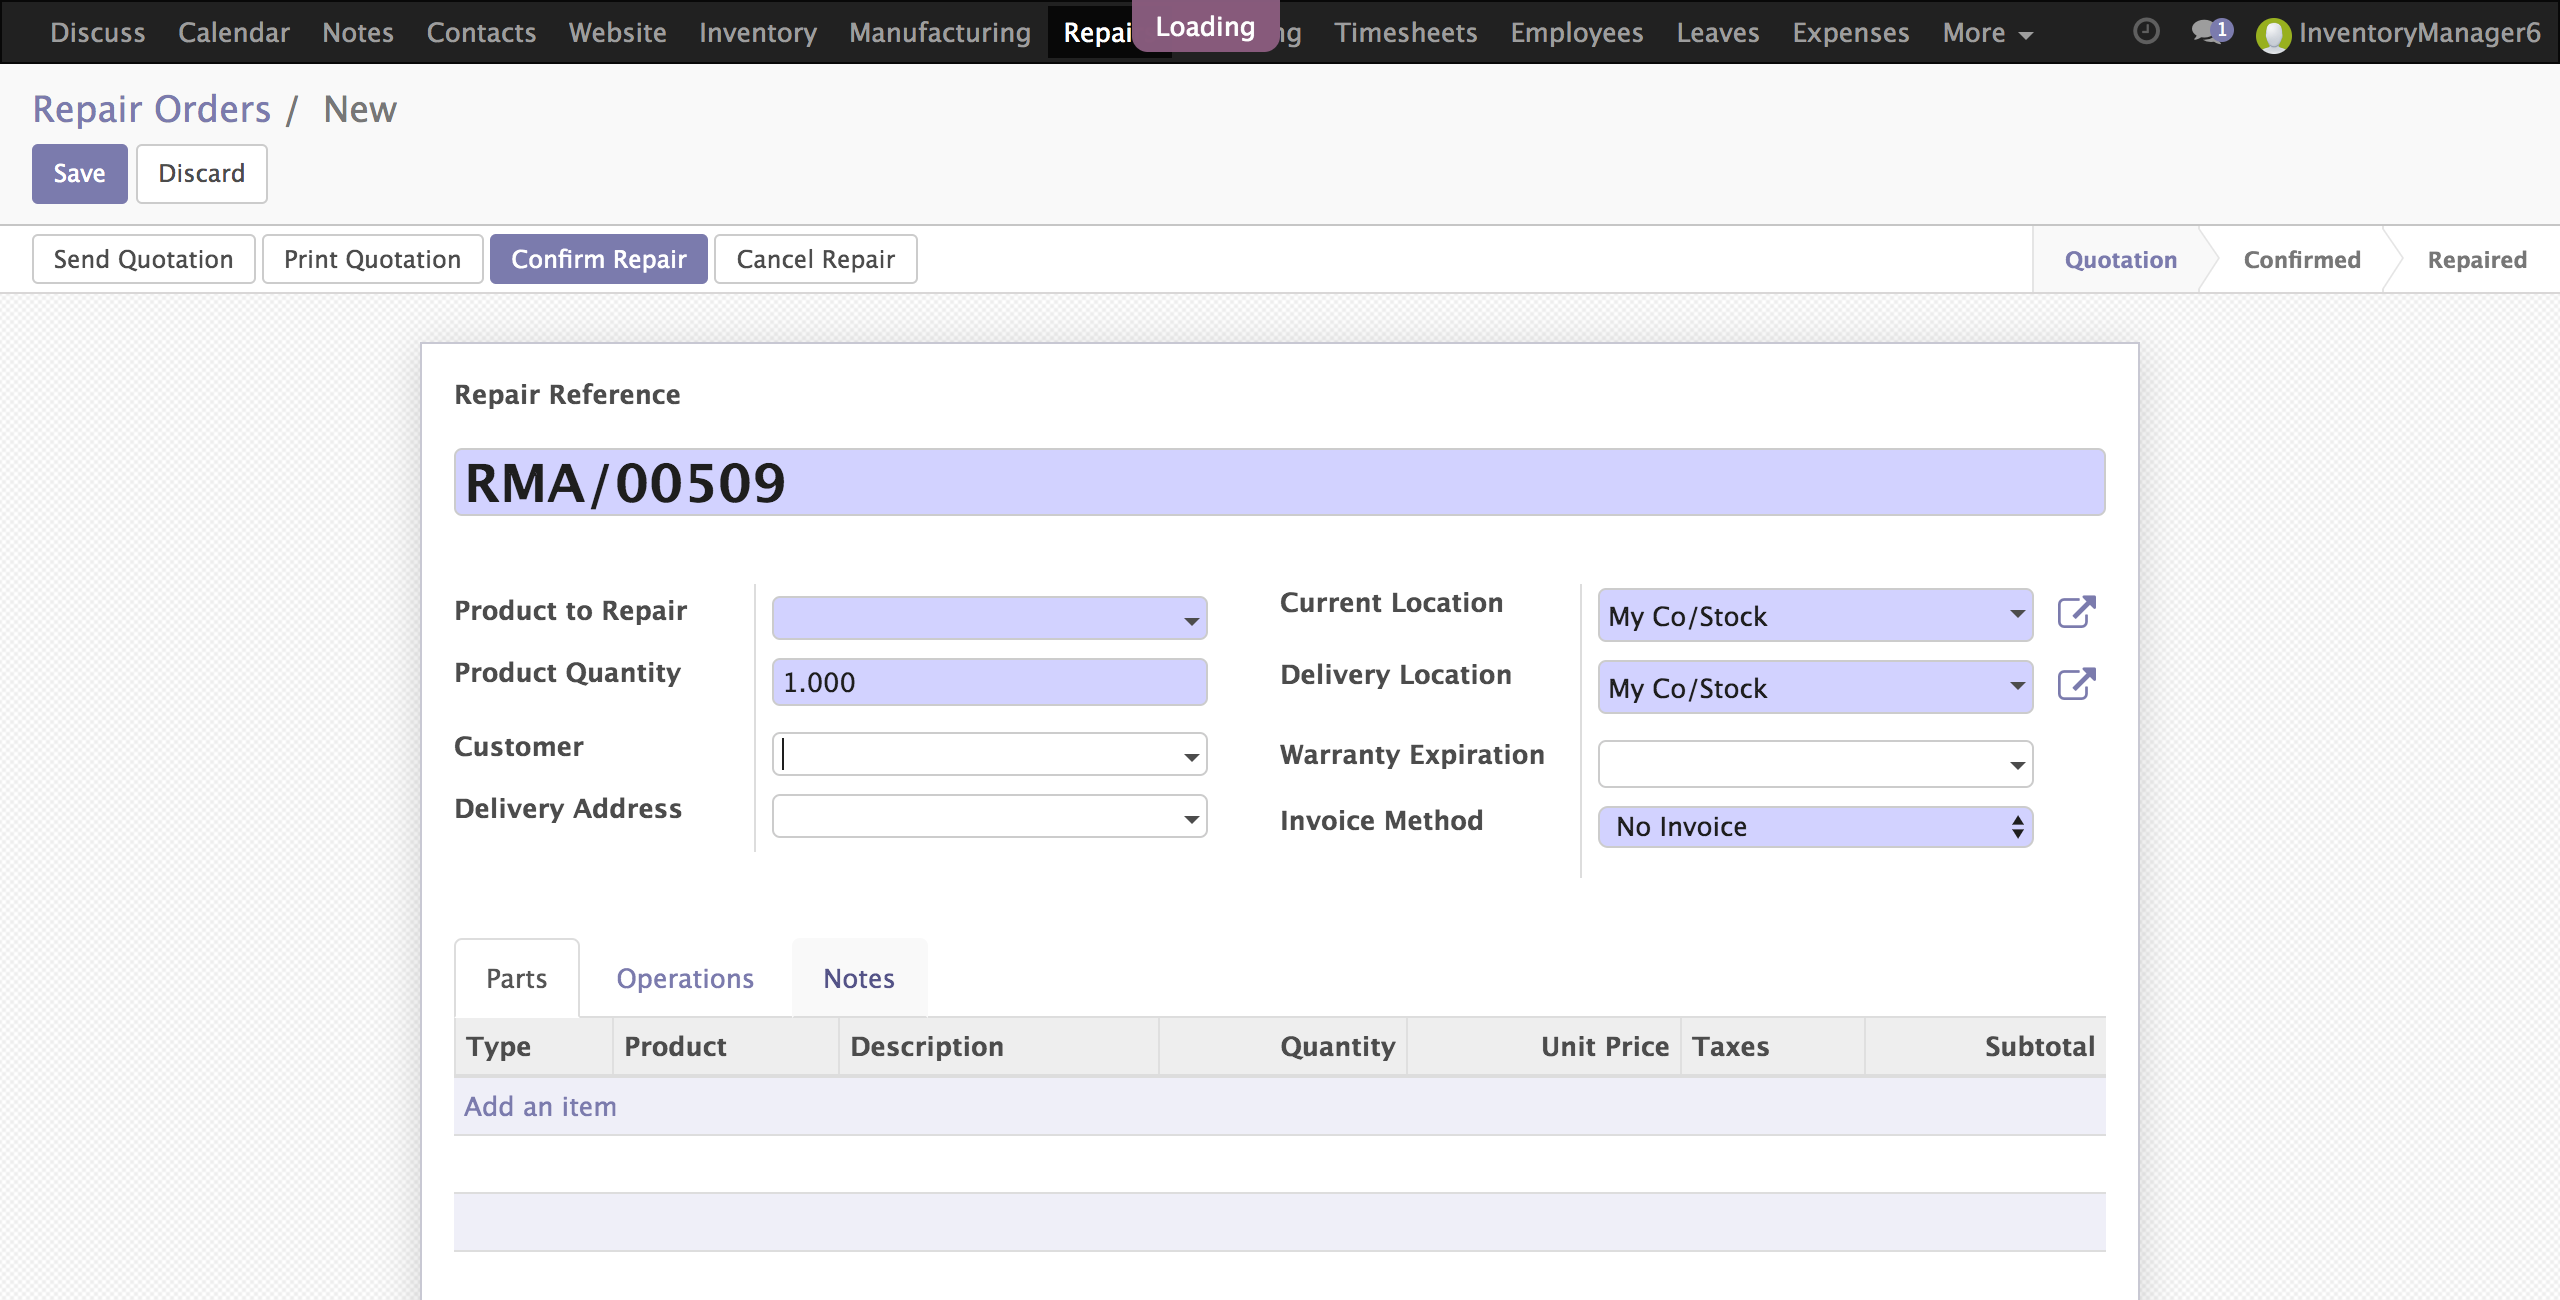 Discuss Calendar Notes Contacts Website Inventory Manufacturing Repai Loading ng Timesheets Employees Leaves Expenses More 1 InventoryManager6
Repair Orders / New
Save Discard
Send Quotation Print Quotation Confirm Repair Cancel Repair Quotation Confirmed Repaired
Repair Reference
RMA/00509
Product to Repair
Product Quantity 1.000
Customer
Delivery Address
Current Location My Co/Stock
Delivery Location My Co/Stock
Warranty Expiration
Invoice Method No Invoice
Parts Operations Notes
Type Product Description Quantity Unit Price Taxes Subtotal
Add an item